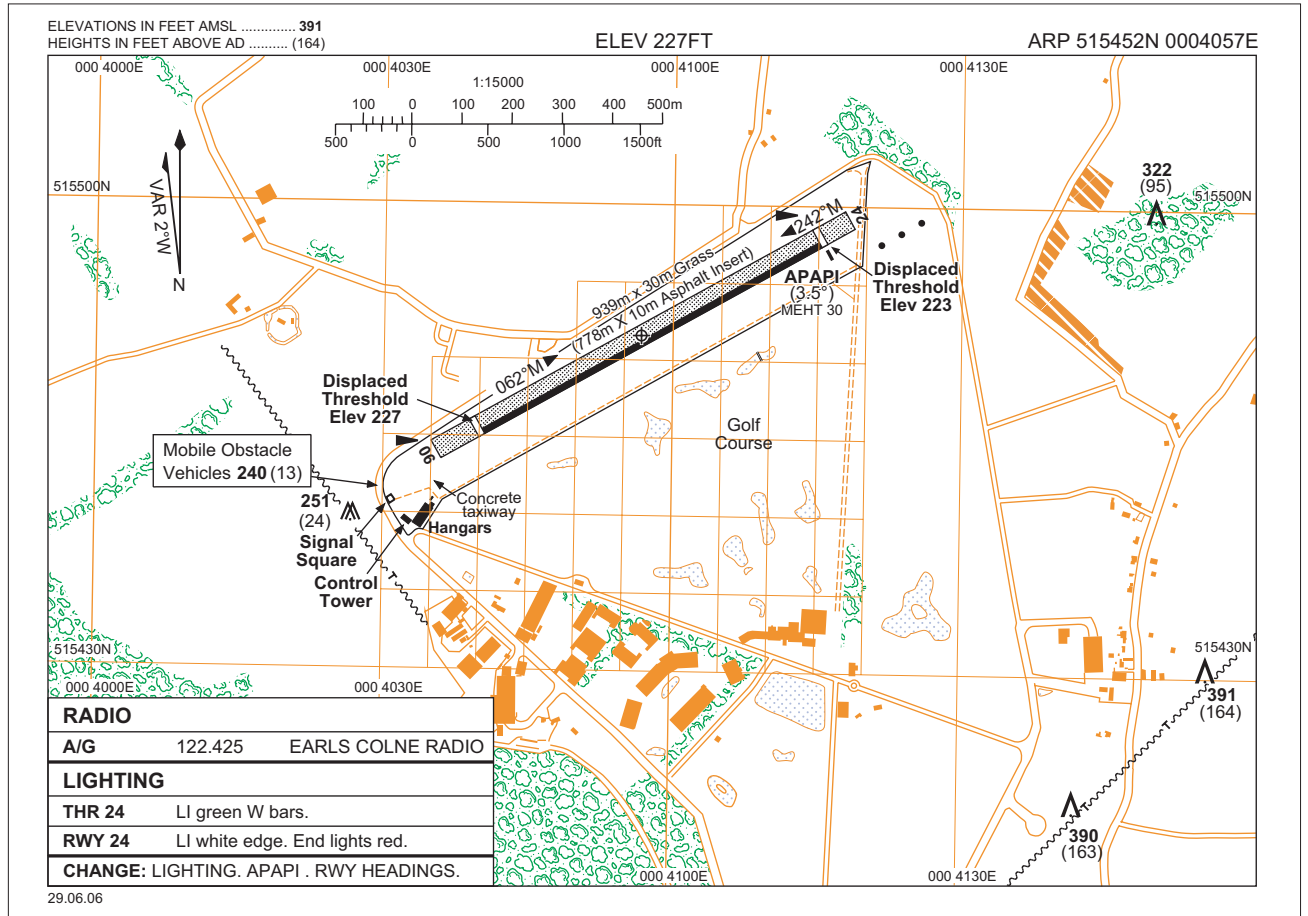 ELEVATIONS IN FEET AMSL .............. 391
HEIGHTS IN FEET ABOVE AD .......... (164)
ELEV 227FT
ARP 515452N 0004057E
000 4000E
000 4030E
000 4100E
000 4130E
1:15000
100 0 100 200 300 400 500m
500 0 500 1000 1500ft
VAR 2°W
N
515500N
515500N
322
(95)
242°M
24
939m x 30m Grass
(778m X 10m Asphalt Insert)
APAPI
(3.5°)
MEHT 30
Displaced
Threshold
Elev 223
062°M
Displaced
Threshold
Elev 227
06
Golf
Course
Mobile Obstacle
Vehicles 240 (13)
251
(24)
Signal
Square
Control
Tower
Concrete
taxiway
Hangars
T
515430N
515430N
000 4000E
000 4030E
391
(164)
T
T
390
(163)
000 4100E
000 4130E
RADIO
A/G 122.425 EARLS COLNE RADIO
LIGHTING
THR 24 LI green W bars.
RWY 24 LI white edge. End lights red.
CHANGE: LIGHTING. APAPI . RWY HEADINGS.
29.06.06